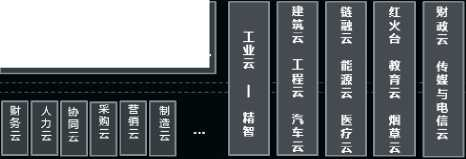 财务云
人力云
协同云
采购云
营销云
制造云
...
工业云 — 精智
建筑云 工程云 汽车云
链融云 能源云 医疗云
红火台 教育云 烟草云
财政云 传媒与电信云